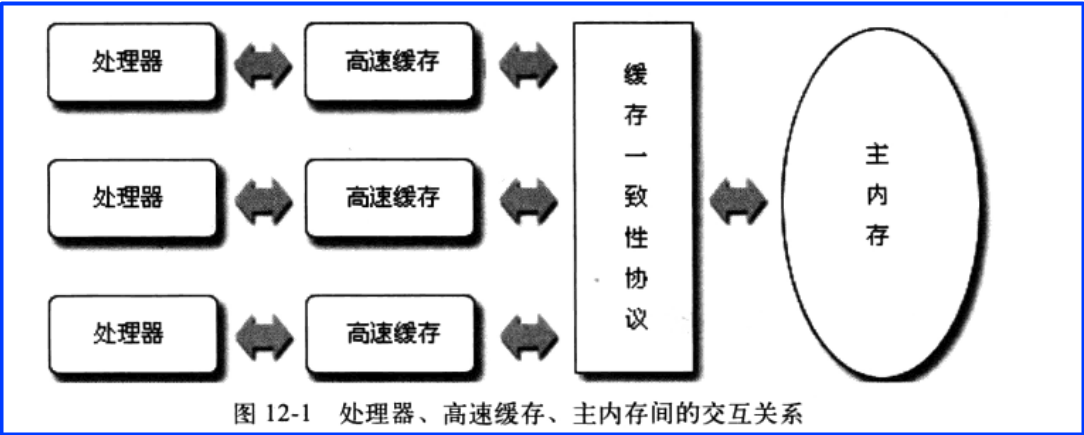 处理器
高速缓存
处理器
高速缓存
处理器
高速缓存
缓存一致性协议
主内存
图 12-1 处理器、高速缓存、主内存间的交互关系